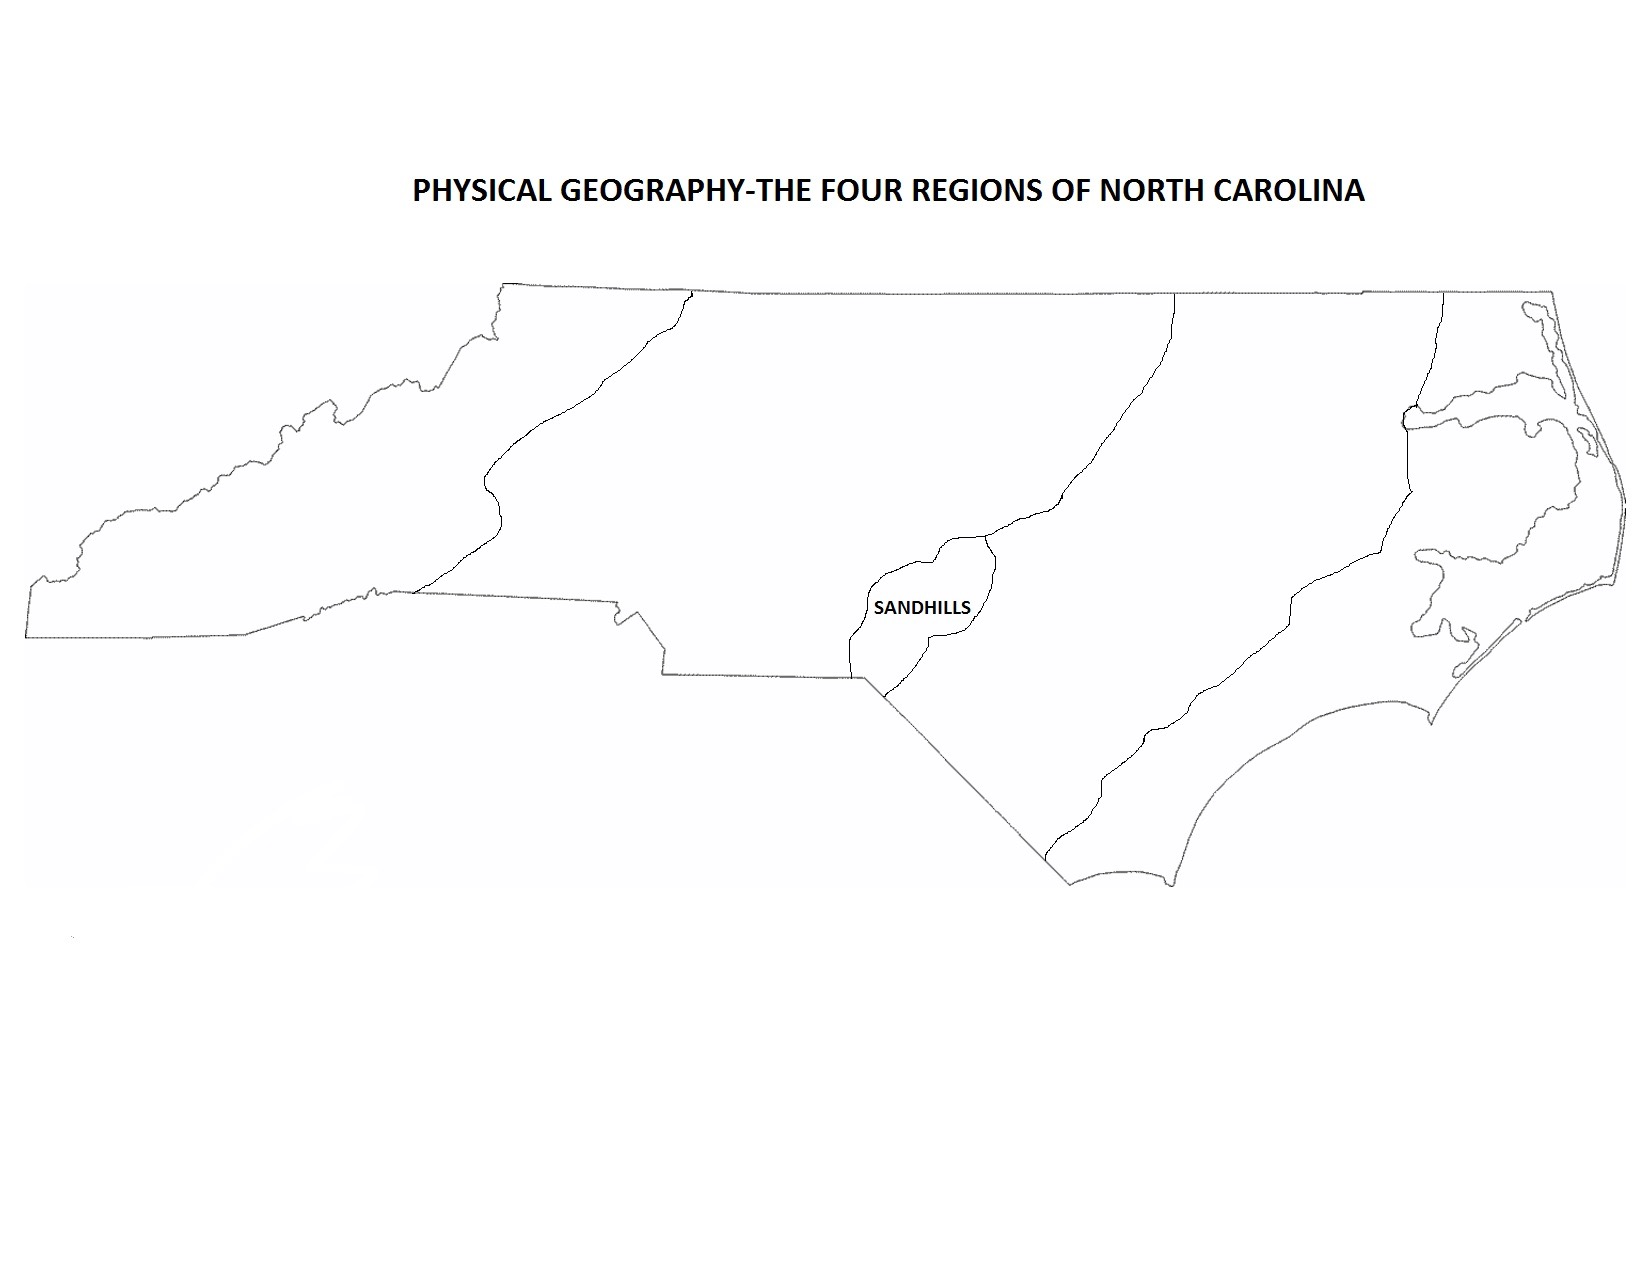 PHYSICAL GEOGRAPHY-THE FOUR REGIONS OF NORTH CAROLINA
SANDHILLS